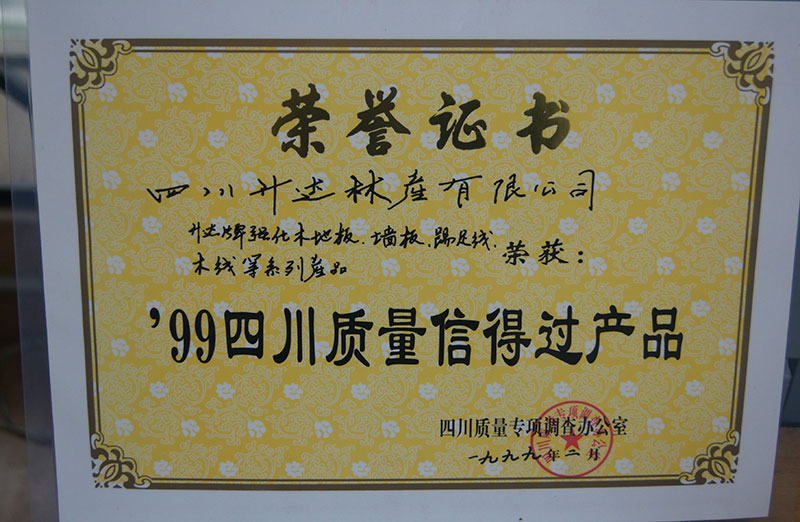 荣誉证书
四川升达林産有限公司
升达牌强化木地板、墙板、踢足线、荣获：
木线等系列產品
’99四川质量信得过产品
四川质量专项调查办公室
一九九九年二月